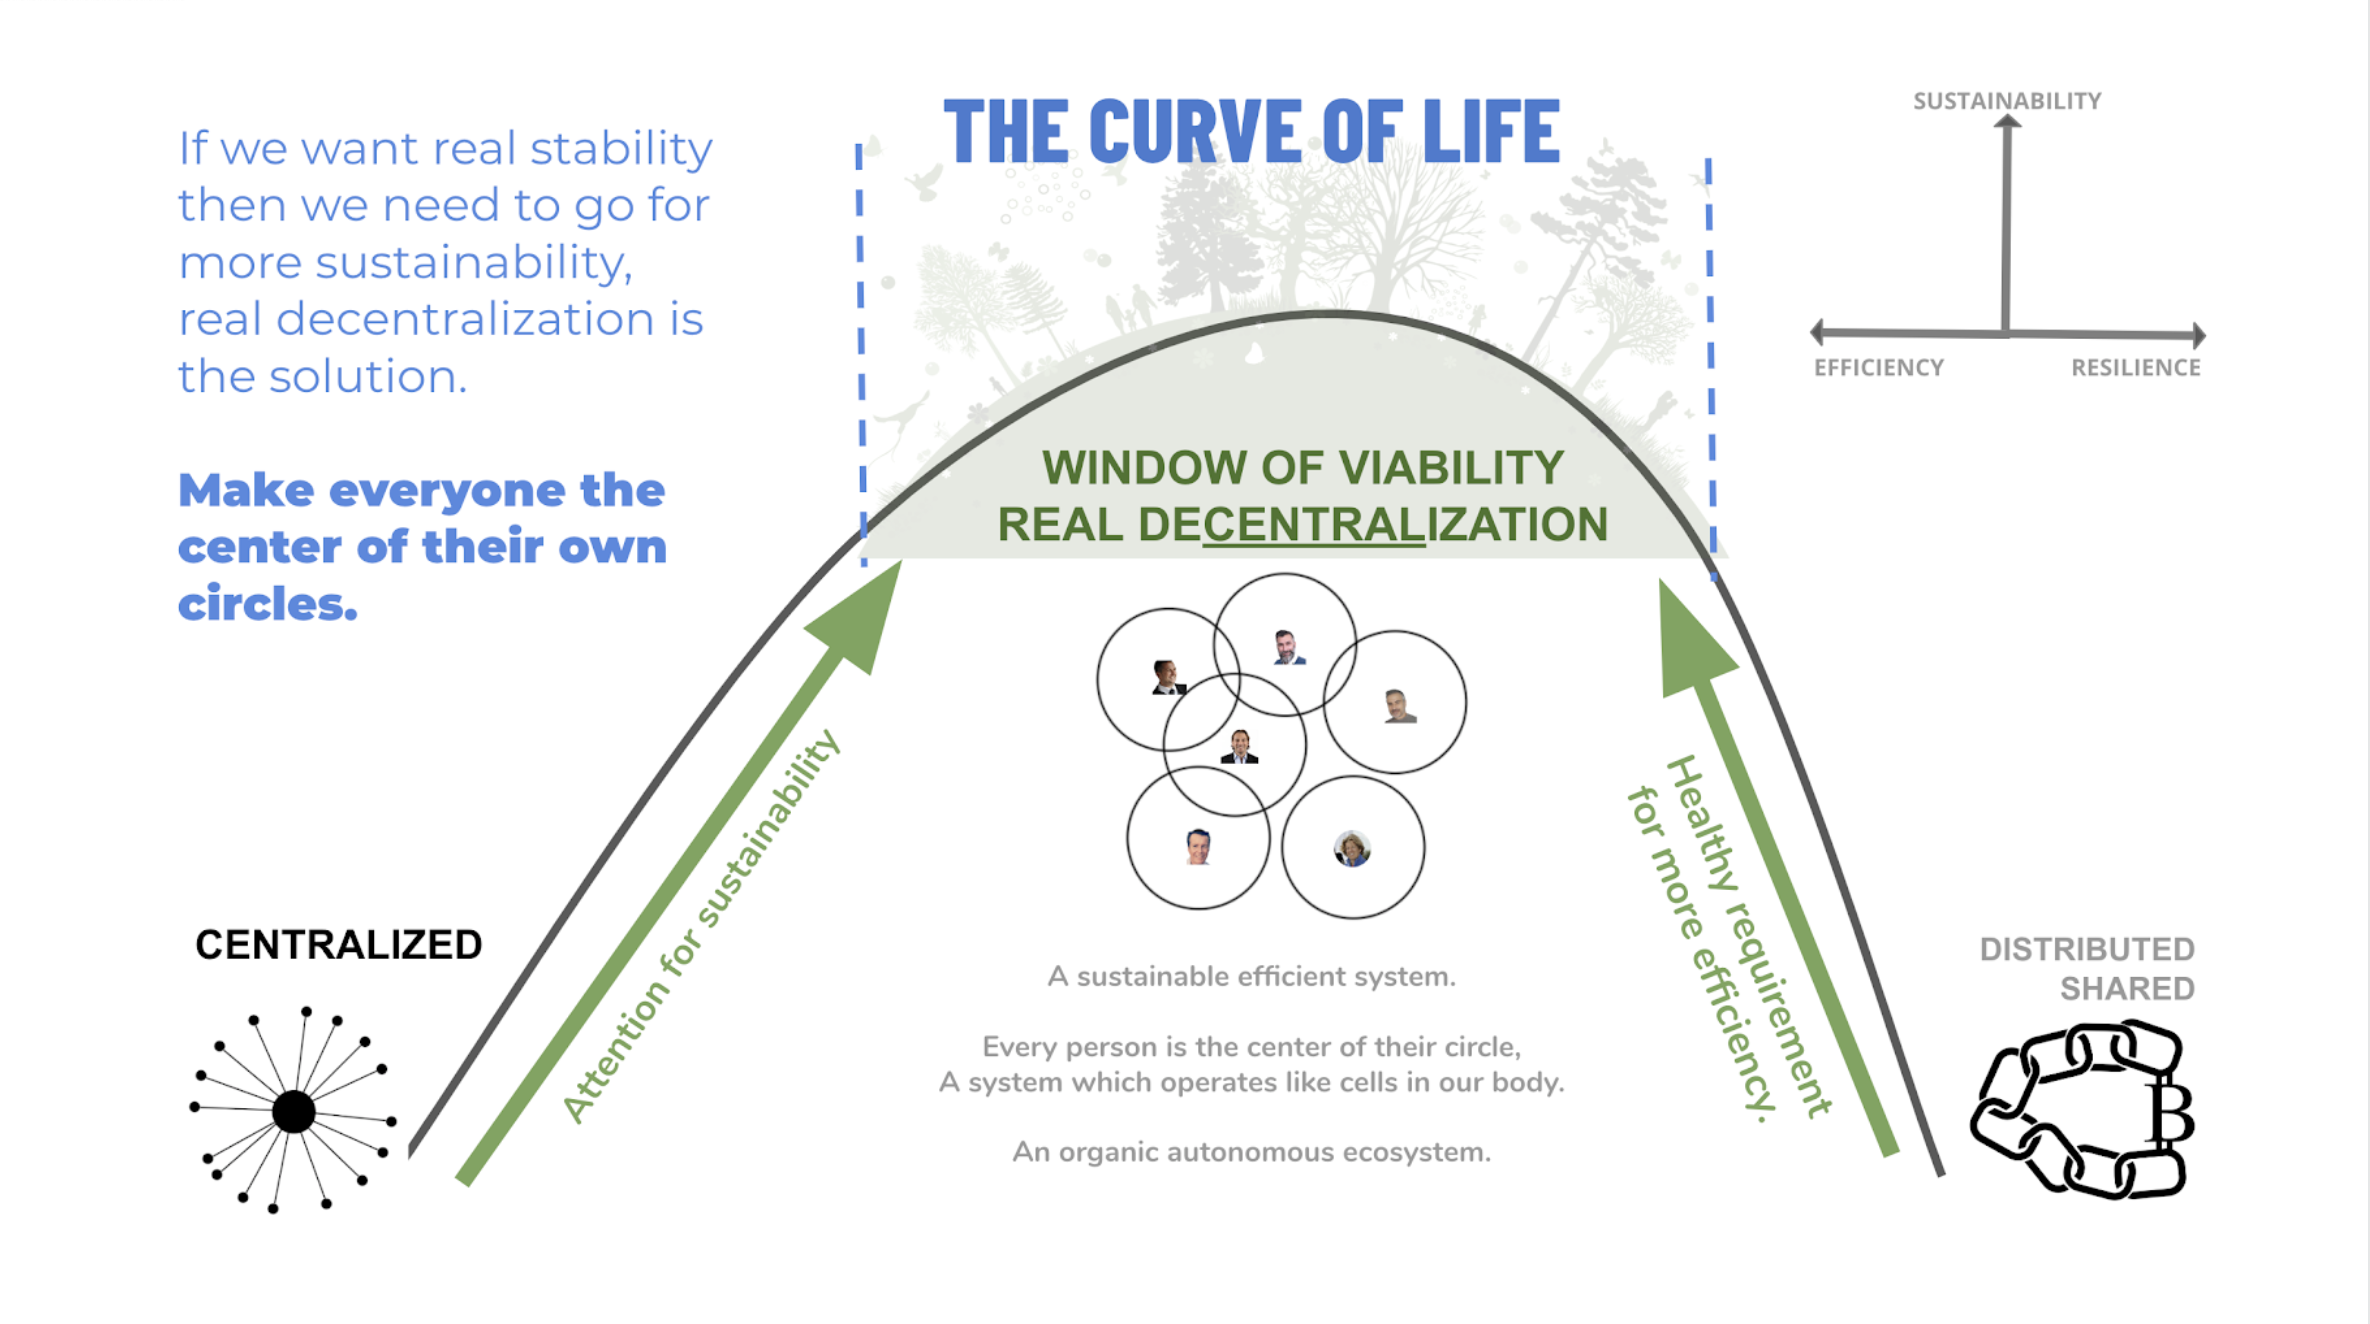 THE CURVE OF LIFE
If we want real stability
then we need to go for
more sustainability,
real decentralization is
the solution.
Make everyone the
center of their own
circles.
SUSTAINABILITY
EFFICIENCY
RESILIENCE
WINDOW OF VIABILITY
REAL DECENTRALIZATION
Attention for sustainability
Healthy requirement
for more efficiency.
CENTRALIZED
DISTRIBUTED
SHARED
B
A sustainable efficient system.
Every person is the center of their circle,
A system which operates like cells in our body.
An organic autonomous ecosystem.